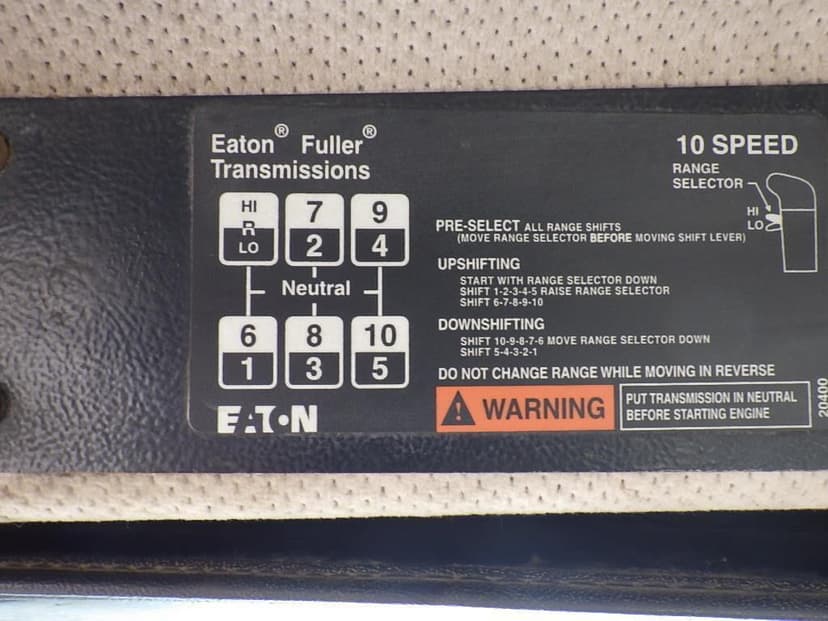 Eaton® Fuller®
Transmissions
10 SPEED
RANGE
SELECTOR
HI
LO
HI
R
LO
7
2
9
4
Neutral
6
1
8
3
10
5
PRE-SELECT ALL RANGE SHIFTS
(MOVE RANGE SELECTOR BEFORE MOVING SHIFT LEVER)
UPSHIFTING
START WITH RANGE SELECTOR DOWN
SHIFT 1-2-3-4-5 RAISE RANGE SELECTOR
SHIFT 6-7-8-9-10
DOWNSHIFTING
SHIFT 10-9-8-7-6 MOVE RANGE SELECTOR DOWN
SHIFT 5-4-3-2-1
DO NOT CHANGE RANGE WHILE MOVING IN REVERSE
WARNING
PUT TRANSMISSION IN NEUTRAL
BEFORE STARTING ENGINE
EATON
20400